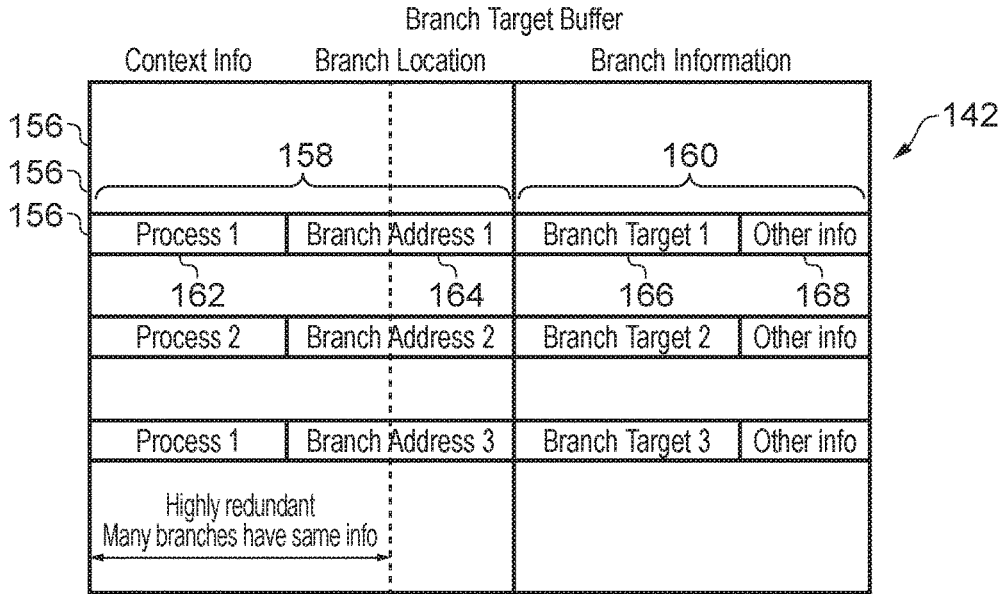 Branch Target Buffer
Context Info Branch Location Branch Information
156
142
158 160
156
156
Process 1 Branch Address 1 Branch Target 1 Other info
162 164 166 168
Process 2 Branch Address 2 Branch Target 2 Other info
Process 1 Branch Address 3 Branch Target 3 Other info
Highly redundant
Many branches have same info